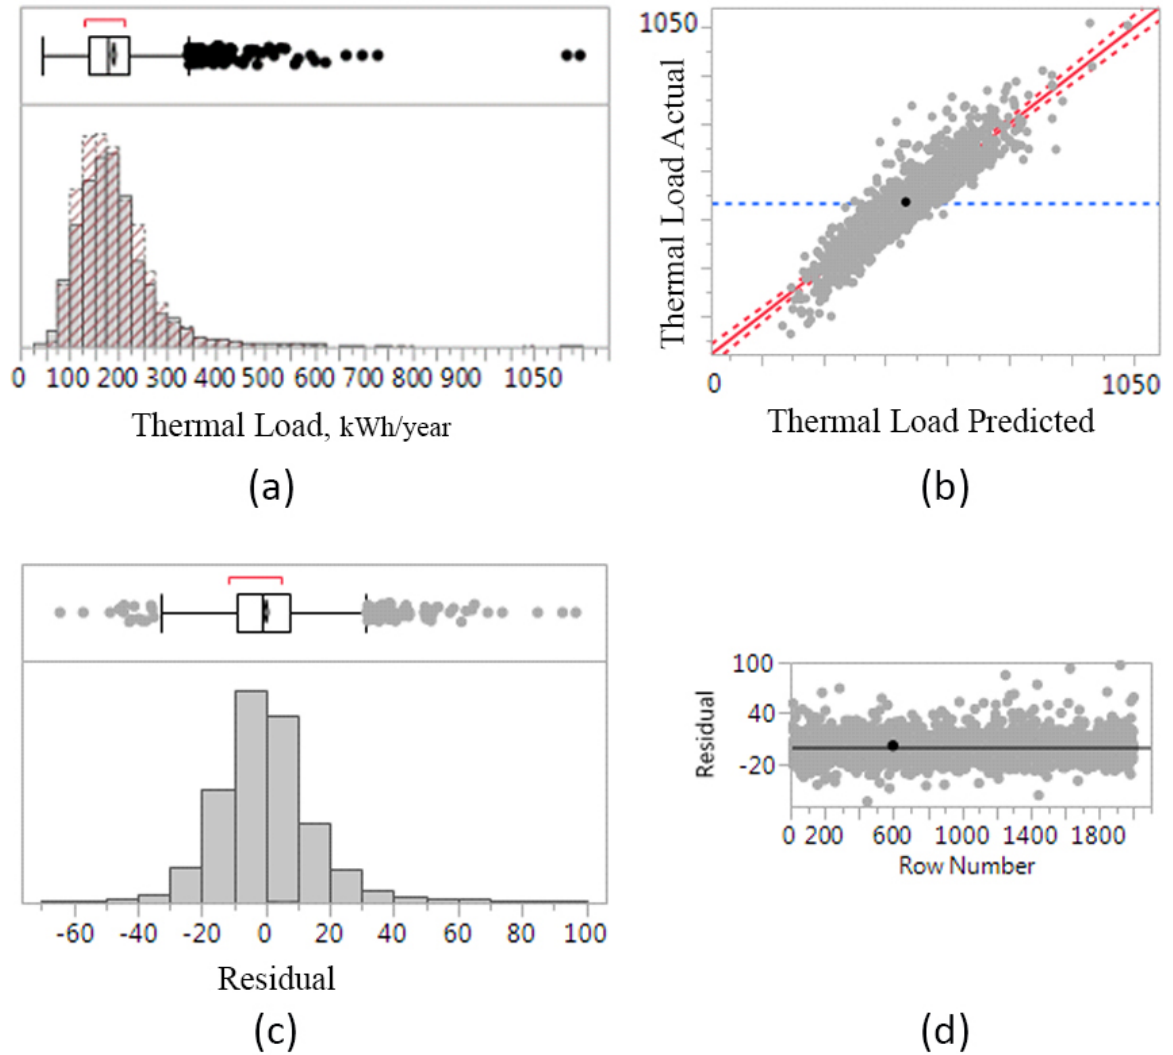 0 100 200 300 400 500 600 700 800 900 1050
Thermal Load, kWh/year
(a)
1050
Thermal Load Actual
0 1050
Thermal Load Predicted
(b)
-60 -40 -20 0 20 40 60 80 100
Residual
(c)
100
40
-20
Residual
0 200 600 1000 1400 1800
Row Number
(d)